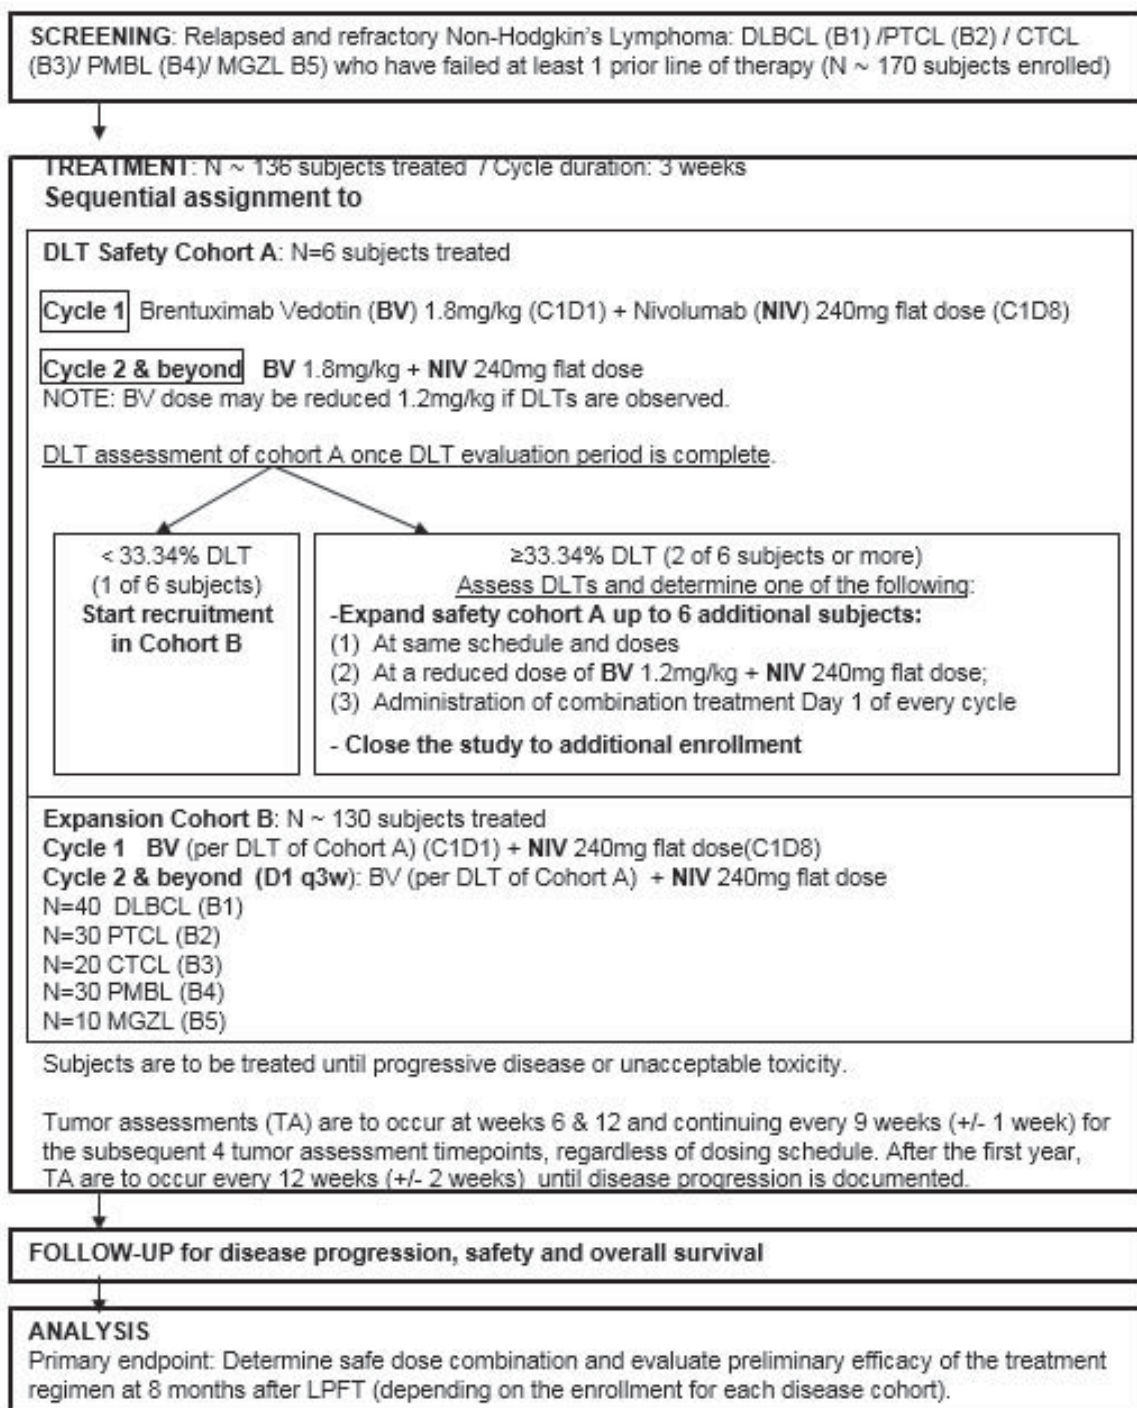 SCREENING: Relapsed and refractory Non-Hodgkin's Lymphoma: DLBCL (B1) /PTCL (B2) / CTCL
(B3)/ PMBL (B4)/ MGZL B5) who have failed at least 1 prior line of therapy (N ~ 170 subjects enrolled)
TREATMENT: N ~ 136 subjects treated / Cycle duration: 3 weeks
Sequential assignment to
DLT Safety Cohort A: N=6 subjects treated
Cycle 1 Brentuximab Vedotin (BV) 1.8mg/kg (C1D1) + Nivolumab (NIV) 240mg flat dose (C1D8)
Cycle 2 & beyond BV 1.8mg/kg + NIV 240mg flat dose
NOTE: BV dose may be reduced 1.2mg/kg if DLTs are observed.
DLT assessment of cohort A once DLT evaluation period is complete.
< 33.34% DLT
(1 of 6 subjects)
Start recruitment
in Cohort B
≥33.34% DLT (2 of 6 subjects or more)
Assess DLTs and determine one of the following:
-Expand safety cohort A up to 6 additional subjects:
(1) At same schedule and doses
(2) At a reduced dose of BV 1.2mg/kg + NIV 240mg flat dose;
(3) Administration of combination treatment Day 1 of every cycle
- Close the study to additional enrollment
Expansion Cohort B: N ~ 130 subjects treated
Cycle 1 BV (per DLT of Cohort A) (C1D1) + NIV 240mg flat dose(C1D8)
Cycle 2 & beyond (D1 q3w): BV (per DLT of Cohort A) + NIV 240mg flat dose
N=40 DLBCL (B1)
N=30 PTCL (B2)
N=20 CTCL (B3)
N=30 PMBL (B4)
N=10 MGZL (B5)
Subjects are to be treated until progressive disease or unacceptable toxicity.
Tumor assessments (TA) are to occur at weeks 6 & 12 and continuing every 9 weeks (+/- 1 week) for
the subsequent 4 tumor assessment timepoints, regardless of dosing schedule. After the first year,
TA are to occur every 12 weeks (+/- 2 weeks) until disease progression is documented.
FOLLOW-UP for disease progression, safety and overall survival
ANALYSIS
Primary endpoint: Determine safe dose combination and evaluate preliminary efficacy of the treatment
regimen at 8 months after LPFT (depending on the enrollment for each disease cohort).